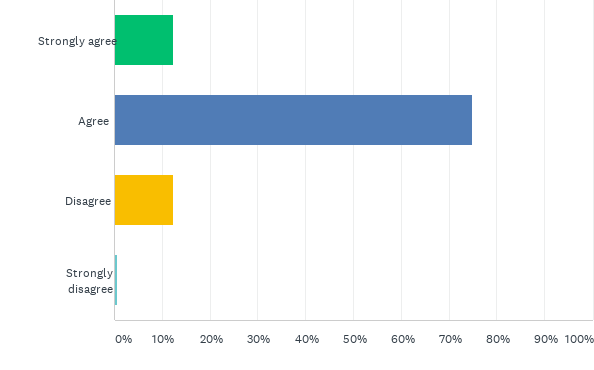 Strongly agree
Agree
Disagree
Strongly
disagree
0% 10% 20% 30% 40% 50% 60% 70% 80% 90% 100%